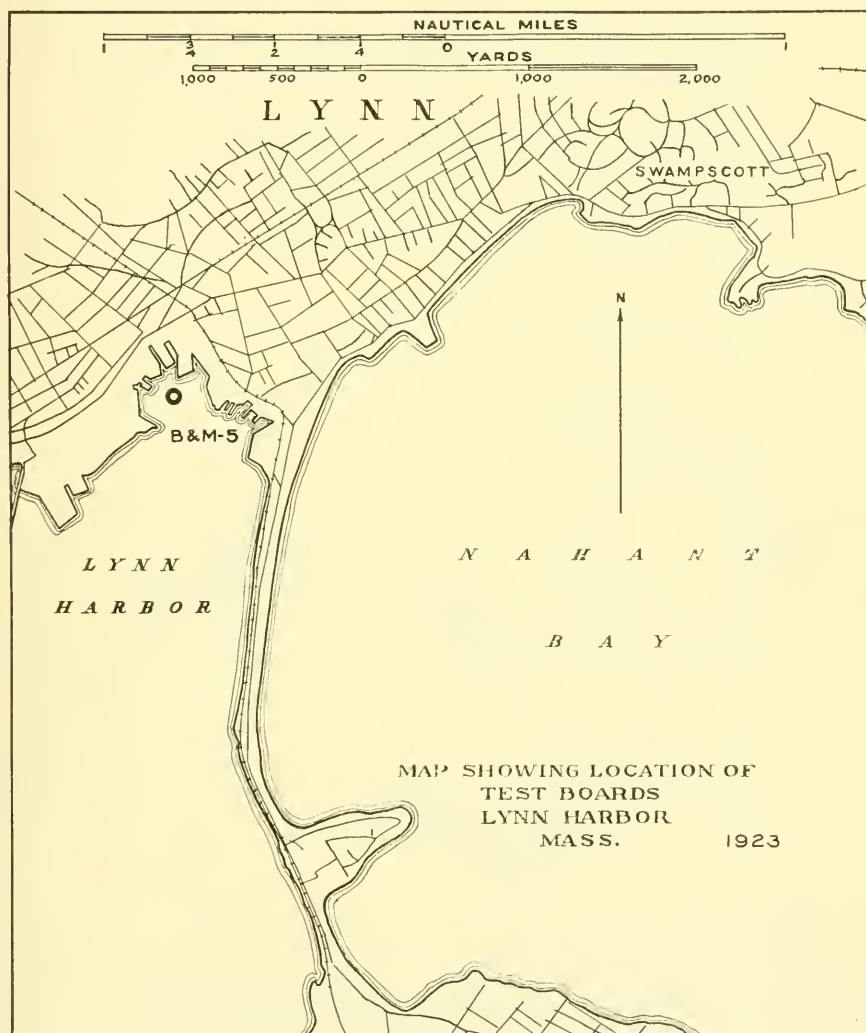 NAUTICAL MILES
1 3/4 1/2 1/4 0 1
YARDS
1,000 500 0 1,000 2,000
LYNN
SWAMPSCOTT
N
B&M-5
LYNN
HARBOR
NAHANT
BAY
MAP SHOWING LOCATION OF
TEST BOARDS
LYNN HARBOR
MASS. 1923